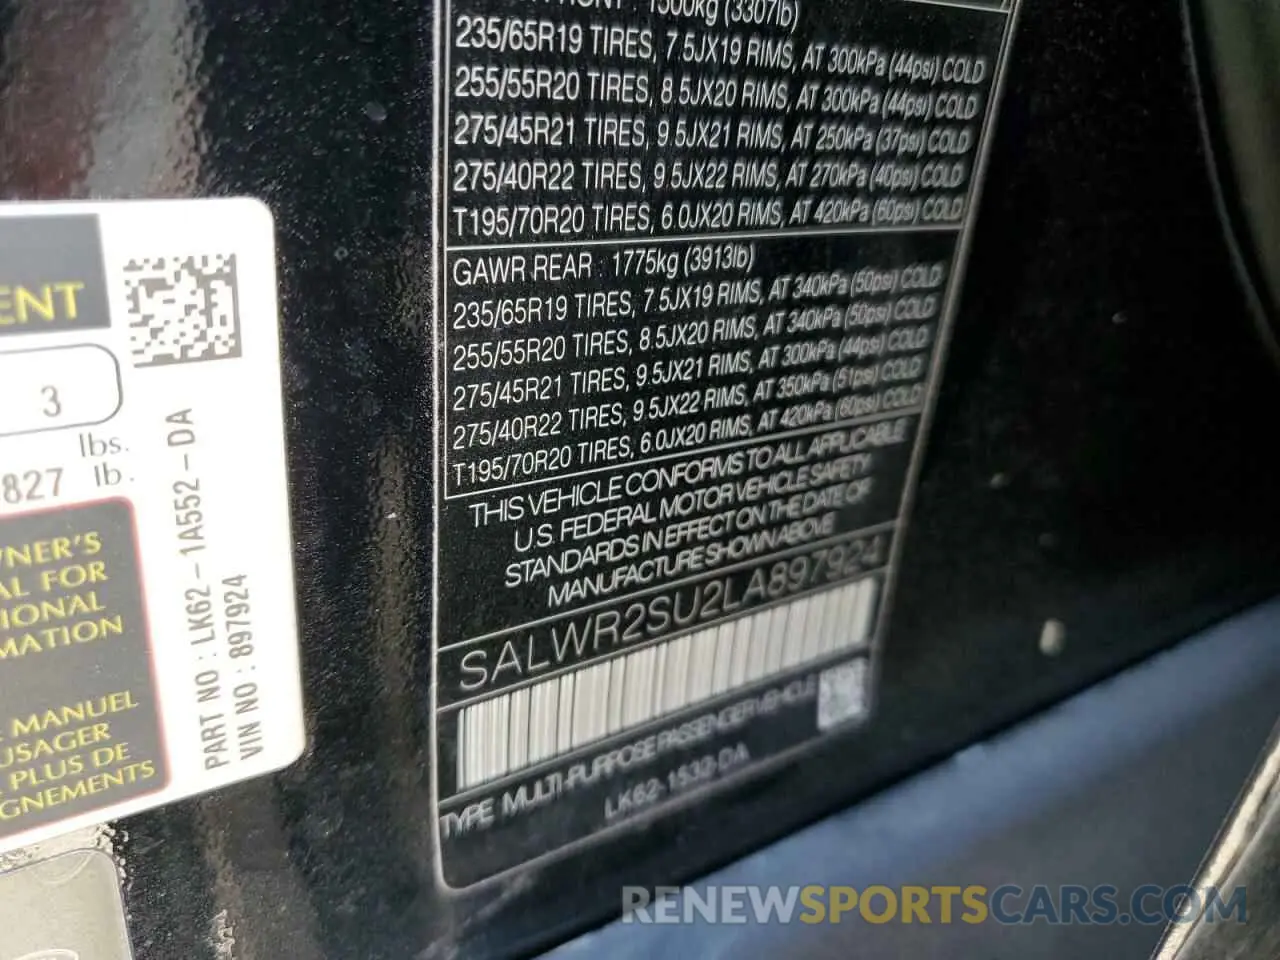 1500kg (3307lb)
235/65R19 TIRES, 7.5JX19 RIMS, AT 300kPa (44psi) COLD
255/55R20 TIRES, 8.5JX20 RIMS, AT 300kPa (44psi) COLD
275/45R21 TIRES, 9.5JX21 RIMS, AT 250kPa (37psi) COLD
275/40R22 TIRES, 9.5JX22 RIMS, AT 270kPa (40psi) COLD
T195/70R20 TIRES, 6.0JX20 RIMS, AT 420kPa (60psi) COLD
GAWR REAR : 1775kg (3913lb)
235/65R19 TIRES, 7.5JX19 RIMS, AT 340kPa (50psi) COLD
255/55R20 TIRES, 8.5JX20 RIMS, AT 340kPa (50psi) COLD
275/45R21 TIRES, 9.5JX21 RIMS, AT 300kPa (44psi) COLD
275/40R22 TIRES, 9.5JX22 RIMS, AT 350kPa (51psi) COLD
T195/70R20 TIRES, 6.0JX20 RIMS, AT 420kPa (60psi) COLD
THIS VEHICLE CONFORMS TO ALL APPLICABLE
U.S. FEDERAL MOTOR VEHICLE SAFETY
STANDARDS IN EFFECT ON THE DATE OF
MANUFACTURE SHOWN ABOVE
SALWR2SU2LA897924
TYPE MULTI-PURPOSE PASSENGER VEHICLE
LK62-1532-DA
ENT
3
lbs.
827 lb.
WNER'S
AL FOR
IONAL
MATION
MANUEL
USAGER
PLUS DE
GNEMENTS
PART NO : LK62-1A552-DA
VIN NO : 897924
RENEWSPORTSCARS.COM